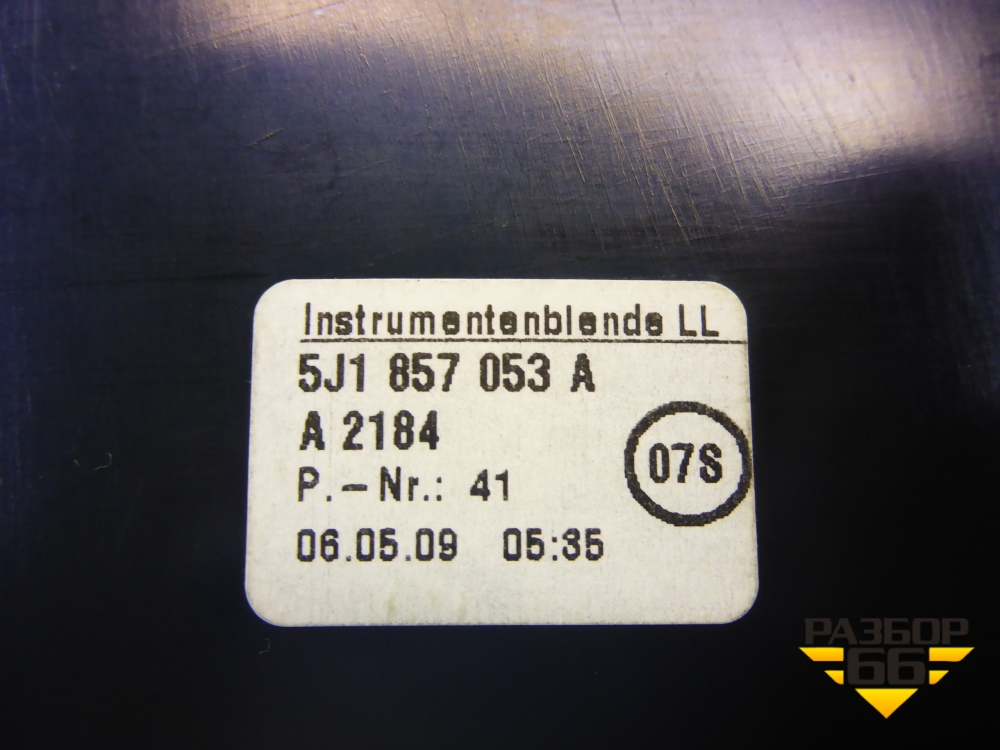 Instrumentenblende LL
5J1 857 053 A
A 2184
07S
P.-Nr.: 41
06.05.09 05:35
РАЗБОР
66